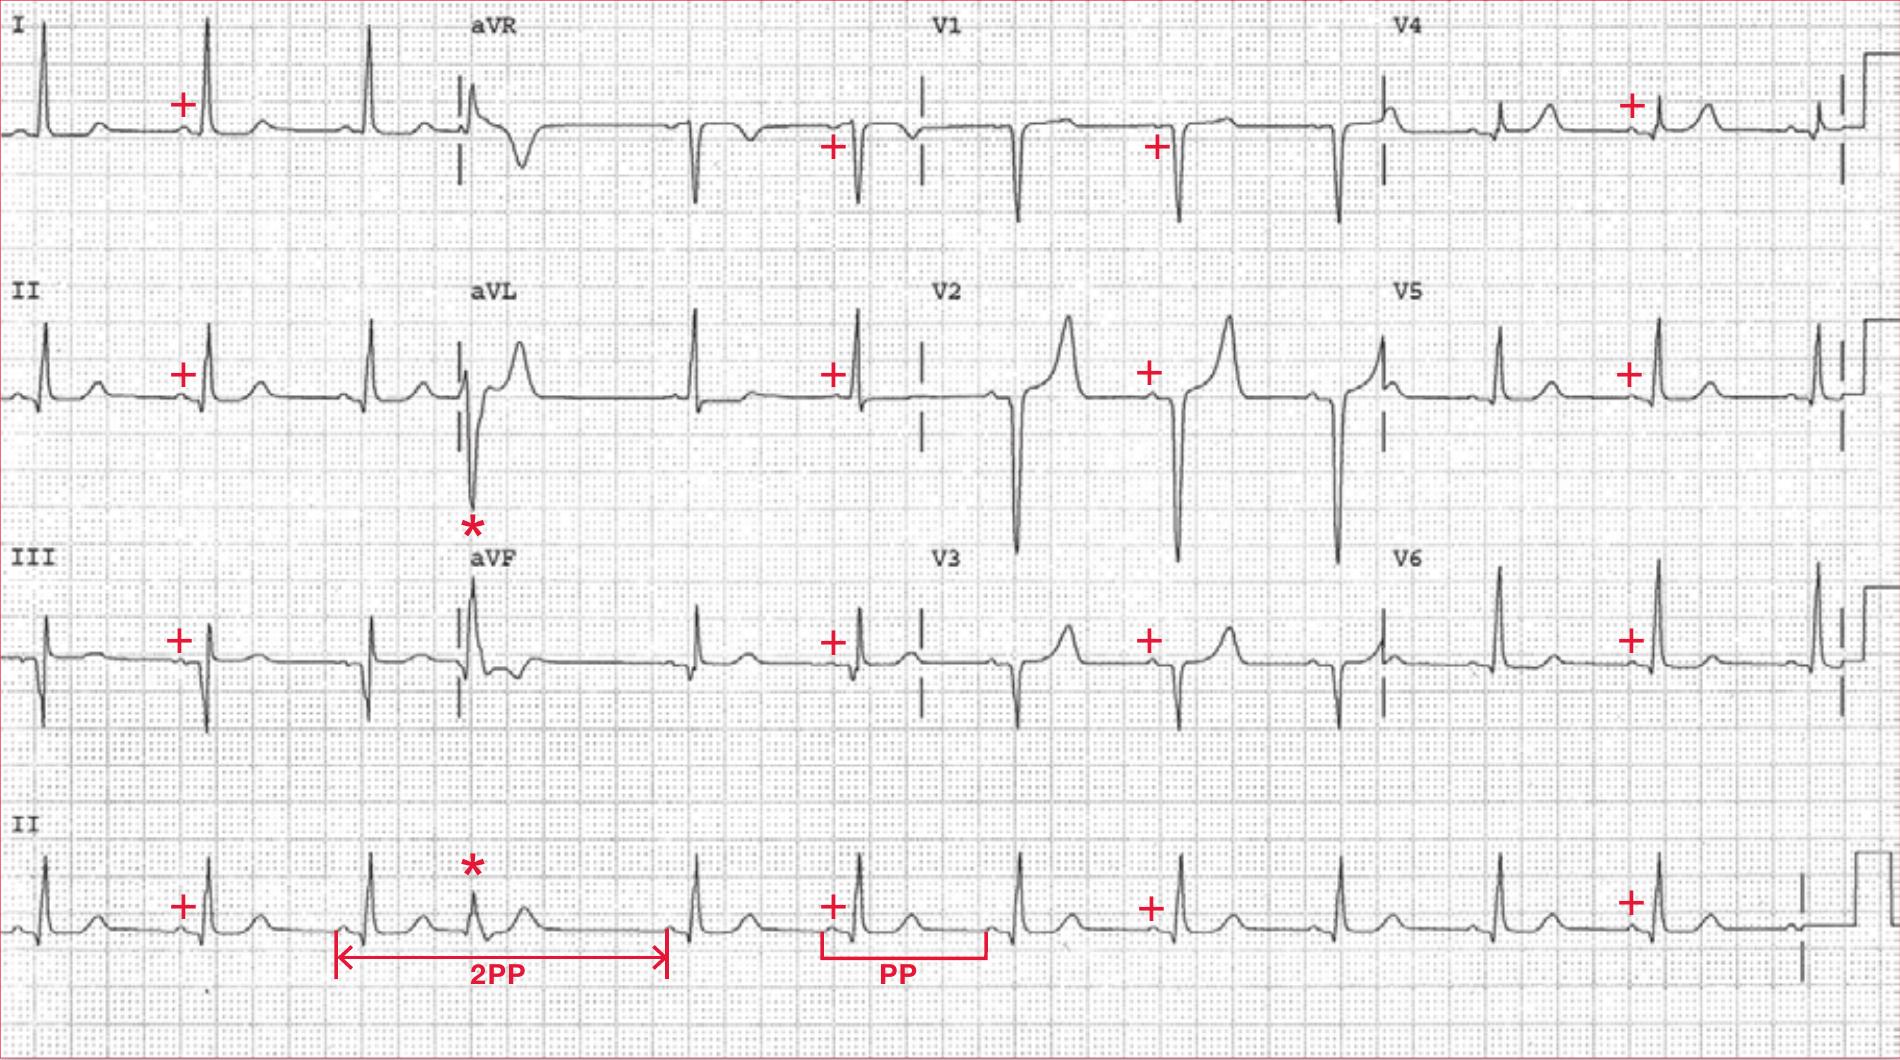 I aVR V1 V4
+ + + +
II aVL V2 V5
+ + + +
*
III aVF V3 V6
+ + + +
II
*
+ + + +
2PP PP